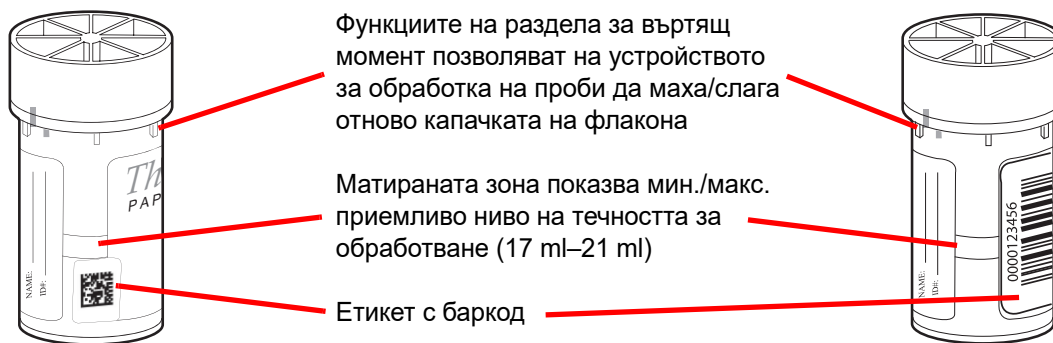 Функциите на раздела за въртящ
момент позволяват на устройството
за обработка на проби да маха/слага
отново капачката на флакона
Th
PAP
Матираната зона показва мин./макс.
приемливо ниво на течността за
обработване (17 ml–21 ml)
NAME:
ID#:
Етикет с баркод
NAME:
ID#:
0000123456